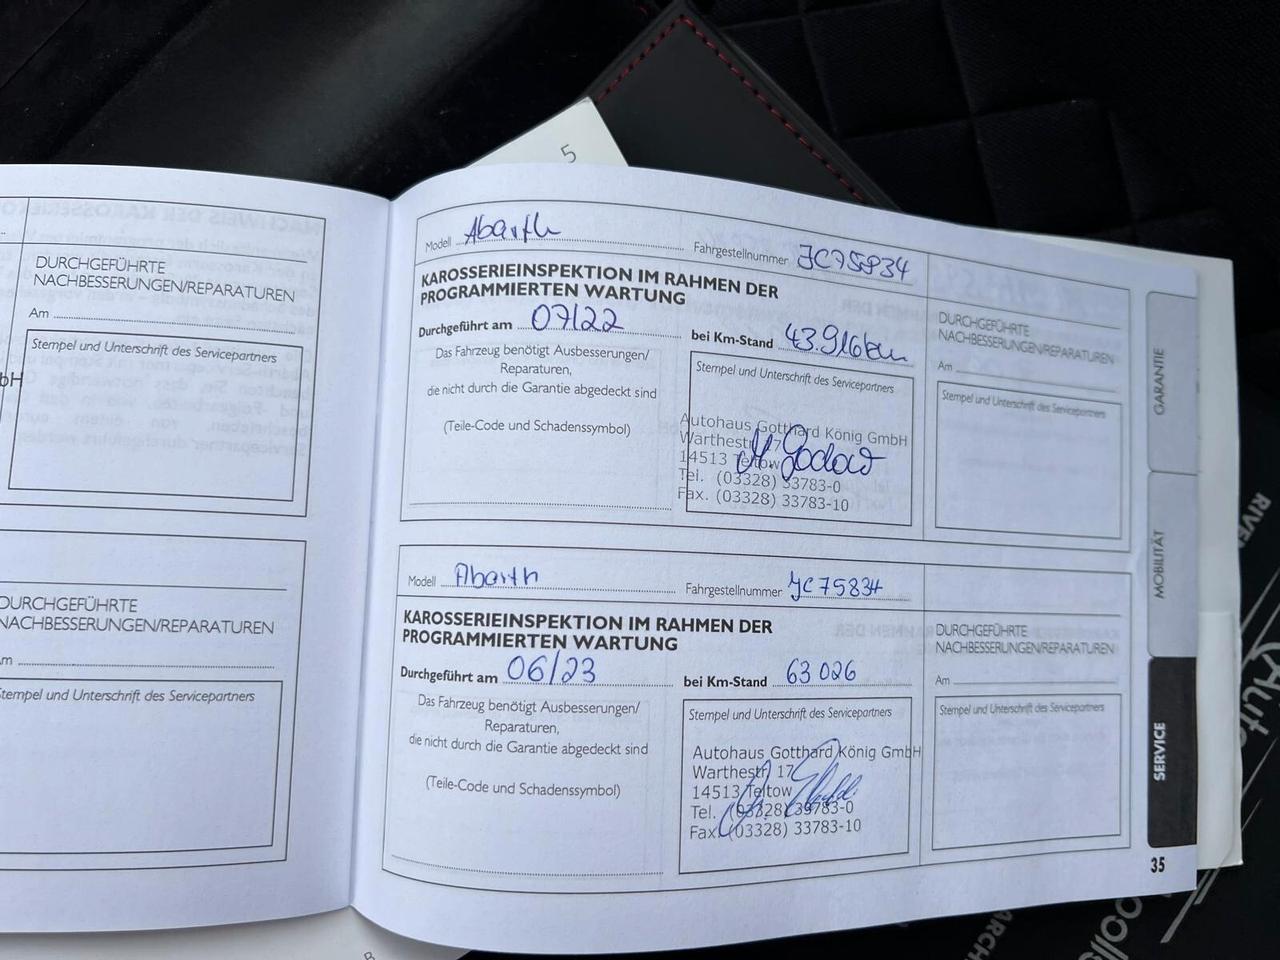 5
DURCHGEFÜHRTE
NACHBESSERUNGEN/REPARATUREN
Am
Stempel und Unterschrift des Servicepartners
bH
DURCHGEFÜHRTE
NACHBESSERUNGEN/REPARATUREN
Am
Stempel und Unterschrift des Servicepartners
Modell Abarth Fahrgestellnummer JC75834
KAROSSERIEINSPEKTION IM RAHMEN DER
PROGRAMMIERTEN WARTUNG
Durchgeführt am 07/22 bei Km-Stand 43.916km
Das Fahrzeug benötigt Ausbesserungen/
Reparaturen,
die nicht durch die Garantie abgedeckt sind
(Teile-Code und Schadenssymbol)
Stempel und Unterschrift des Servicepartners
Autohaus Gotthard König GmbH
Warthestr. 17
14513 Teltow
Tel. (03328) 33783-0
Fax. (03328) 33783-10
DURCHGEFÜHRTE
NACHBESSERUNGEN/REPARATUREN
Am
Stempel und Unterschrift des Servicepartners
Modell Abarth Fahrgestellnummer JC75834
KAROSSERIEINSPEKTION IM RAHMEN DER
PROGRAMMIERTEN WARTUNG
Durchgeführt am 06/23 bei Km-Stand 63 026
Das Fahrzeug benötigt Ausbesserungen/
Reparaturen,
die nicht durch die Garantie abgedeckt sind
(Teile-Code und Schadenssymbol)
Stempel und Unterschrift des Servicepartners
Autohaus Gotthard König GmbH
Warthestr. 17
14513 Teltow
Tel. (03328) 33783-0
Fax. (03328) 33783-10
DURCHGEFÜHRTE
NACHBESSERUNGEN/REPARATUREN
Am
Stempel und Unterschrift des Servicepartners
GARANTIE
MOBILITÄT
SERVICE
35